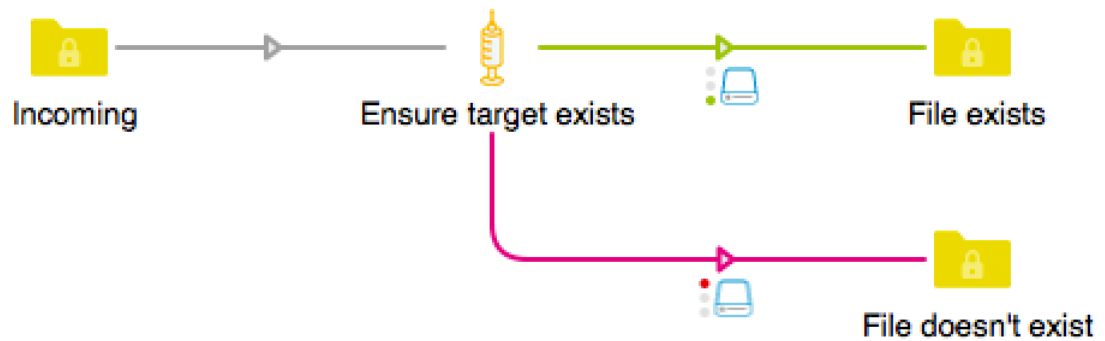 Incoming
Ensure target exists
File exists
File doesn't exist